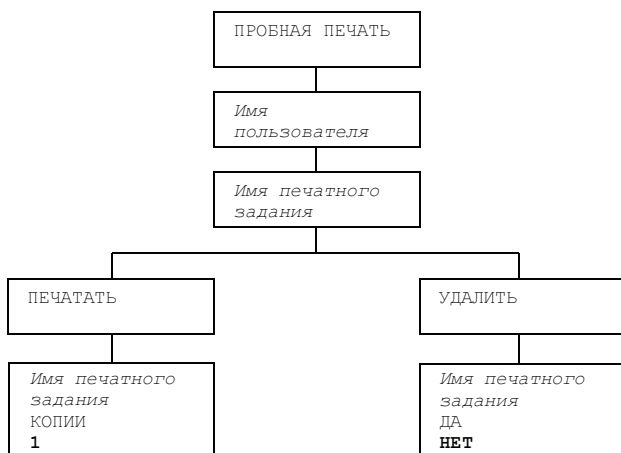 ПРОБНАЯ ПЕЧАТЬ
Имя
пользователя
Имя печатного
задания
ПЕЧАТАТЬ
УДАЛИТЬ
Имя печатного
задания
КОПИИ
1
Имя печатного
задания
ДА
НЕТ